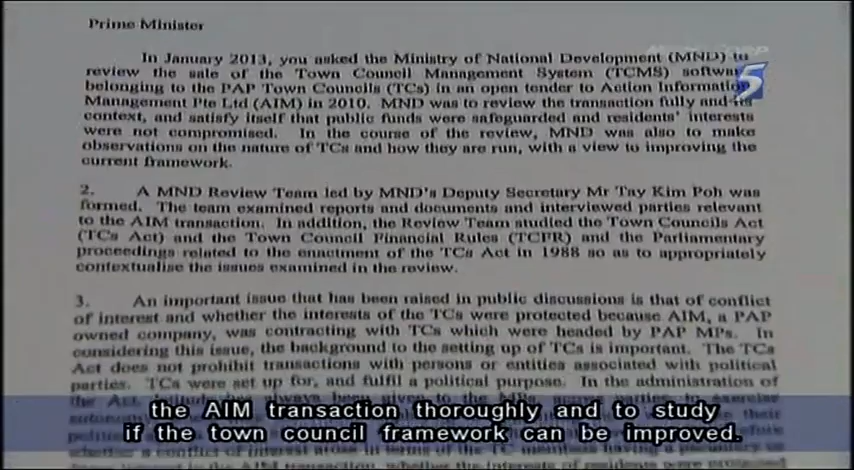 Prime Minister
In January 2013, you asked the Ministry of National Development (MND) to
review the sale of the Town Council Management System (TCMS) software
belonging to the PAP Town Councils (TCs) in an open tender to Action Information
Management Pte Ltd (AIM) in 2010. MND was to review the transaction fully and its
context, and satisfy itself that public funds were safeguarded and residents' interests
were not compromised. In the course of the review, MND was also to make
observations on the nature of TCs and how they are run, with a view to improving the
current framework.
2. A MND Review Team led by MND's Deputy Secretary Mr Tay Kim Poh was
formed. The team examined reports and documents and interviewed parties relevant
to the AIM transaction. In addition, the Review Team studied the Town Councils Act
(TCs Act) and the Town Council Financial Rules (TCFR) and the Parliamentary
proceedings related to the enactment of the TCs Act in 1988 so as to appropriately
contextualise the issues examined in the review.
3. An important issue that has been raised in public discussions is that of conflict
of interest and whether the interests of the TCs were protected because AIM, a PAP
owned company, was contracting with TCs which were headed by PAP MPs. In
considering this issue, the background to the setting up of TCs is important. The TCs
Act does not prohibit transactions with persons or entities associated with political
parties. TCs were set up for, and fulfil a political purpose. In the administration of
the AIM transaction thoroughly and to study
if the town council framework can be improved.
5